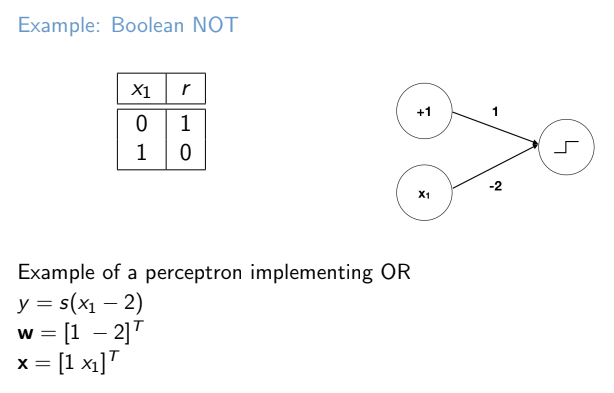 Example: Boolean NOT
x₁ r
0 1
1 0
+1
1
x₁
-2
Example of a perceptron implementing OR
y = s(x₁ − 2)
w = [1 − 2]ᵀ
x = [1 x₁]ᵀ